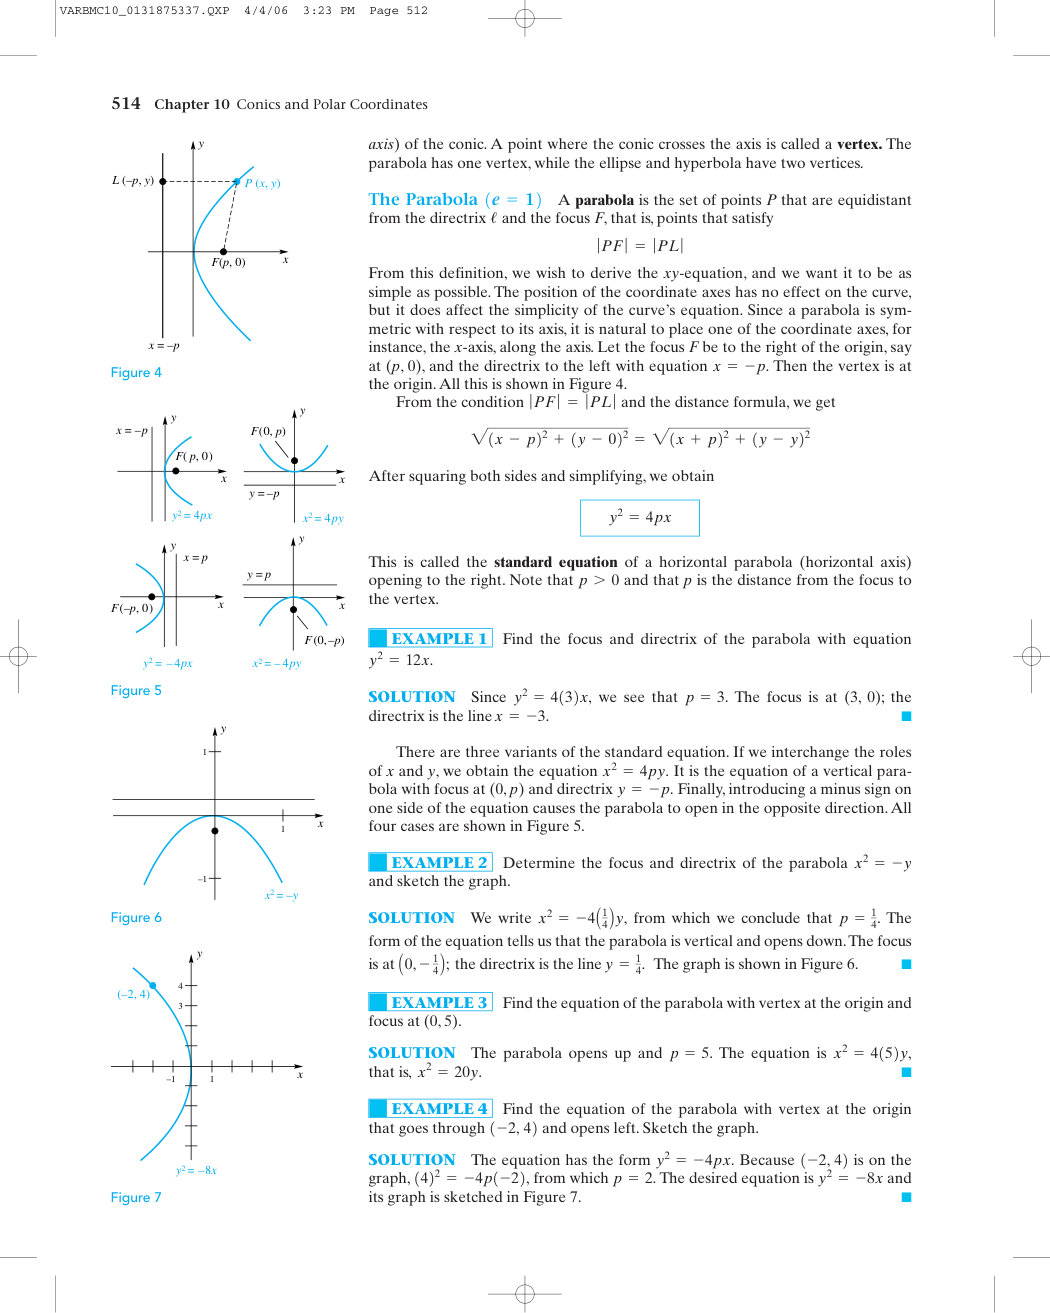 VARBMC10_0131875337.QXP 4/4/06 3:23 PM Page 512
514 Chapter 10 Conics and Polar Coordinates
y
L (–p, y)
P (x, y)
F(p, 0)
x
x = –p
Figure 4
x = –p
y
F( p, 0)
x
y² = 4px
y
F(0, p)
x
y = –p
x² = 4py
y
x = p
F(–p, 0)
x
y² = –4px
y
y = p
x
F(0, –p)
x² = –4py
Figure 5
y
1
1
x
–1
x² = –y
Figure 6
y
(–2, 4)
4
3
–1
1
x
y² = –8x
Figure 7
axis) of the conic. A point where the conic crosses the axis is called a vertex. The
parabola has one vertex, while the ellipse and hyperbola have two vertices.
The Parabola (e = 1) A parabola is the set of points P that are equidistant
from the directrix ℓ and the focus F, that is, points that satisfy
|PF| = |PL|
From this definition, we wish to derive the xy-equation, and we want it to be as
simple as possible. The position of the coordinate axes has no effect on the curve,
but it does affect the simplicity of the curve's equation. Since a parabola is sym-
metric with respect to its axis, it is natural to place one of the coordinate axes, for
instance, the x-axis, along the axis. Let the focus F be to the right of the origin, say
at (p, 0), and the directrix to the left with equation x = −p. Then the vertex is at
the origin. All this is shown in Figure 4.
From the condition |PF| = |PL| and the distance formula, we get
√(x − p)² + (y − 0)² = √(x + p)² + (y − y)²
After squaring both sides and simplifying, we obtain
y² = 4px
This is called the standard equation of a horizontal parabola (horizontal axis)
opening to the right. Note that p > 0 and that p is the distance from the focus to
the vertex.
EXAMPLE 1 Find the focus and directrix of the parabola with equation
y² = 12x.
SOLUTION Since y² = 4(3)x, we see that p = 3. The focus is at (3, 0); the
directrix is the line x = −3.
There are three variants of the standard equation. If we interchange the roles
of x and y, we obtain the equation x² = 4py. It is the equation of a vertical para-
bola with focus at (0, p) and directrix y = −p. Finally, introducing a minus sign on
one side of the equation causes the parabola to open in the opposite direction. All
four cases are shown in Figure 5.
EXAMPLE 2 Determine the focus and directrix of the parabola x² = −y
and sketch the graph.
SOLUTION We write x² = −4(1/4)y, from which we conclude that p = 1/4. The
form of the equation tells us that the parabola is vertical and opens down. The focus
is at (0, −1/4); the directrix is the line y = 1/4. The graph is shown in Figure 6.
EXAMPLE 3 Find the equation of the parabola with vertex at the origin and
focus at (0, 5).
SOLUTION The parabola opens up and p = 5. The equation is x² = 4(5)y,
that is, x² = 20y.
EXAMPLE 4 Find the equation of the parabola with vertex at the origin
that goes through (−2, 4) and opens left. Sketch the graph.
SOLUTION The equation has the form y² = −4px. Because (−2, 4) is on the
graph, (4)² = −4p(−2), from which p = 2. The desired equation is y² = −8x and
its graph is sketched in Figure 7.